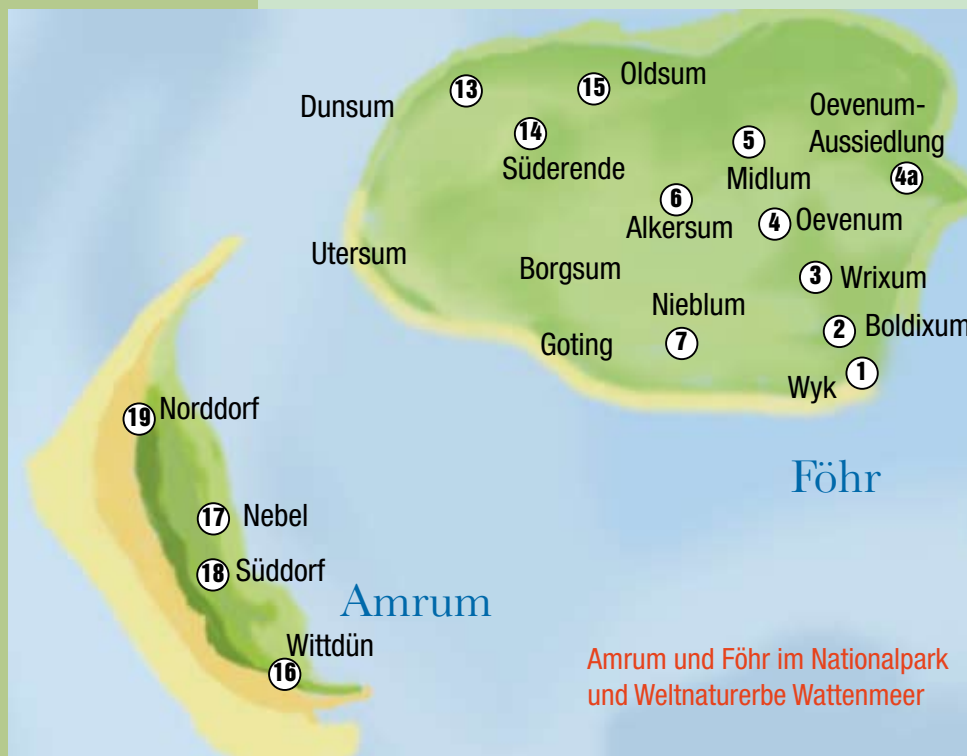 Oldsum
15
13
Dunsum
Oevenum-
Aussiedlung
14
Süderende
5
Midlum
4a
6
Alkersum
4 Oevenum
Utersum
Borgsum
3 Wrixum
Nieblum
2 Boldixum
Goting
7
Wyk 1
19 Norddorf
Föhr
17 Nebel
18 Süddorf
Amrum
Wittdün
16
Amrum und Föhr im Nationalpark
und Weltnaturerbe Wattenmeer